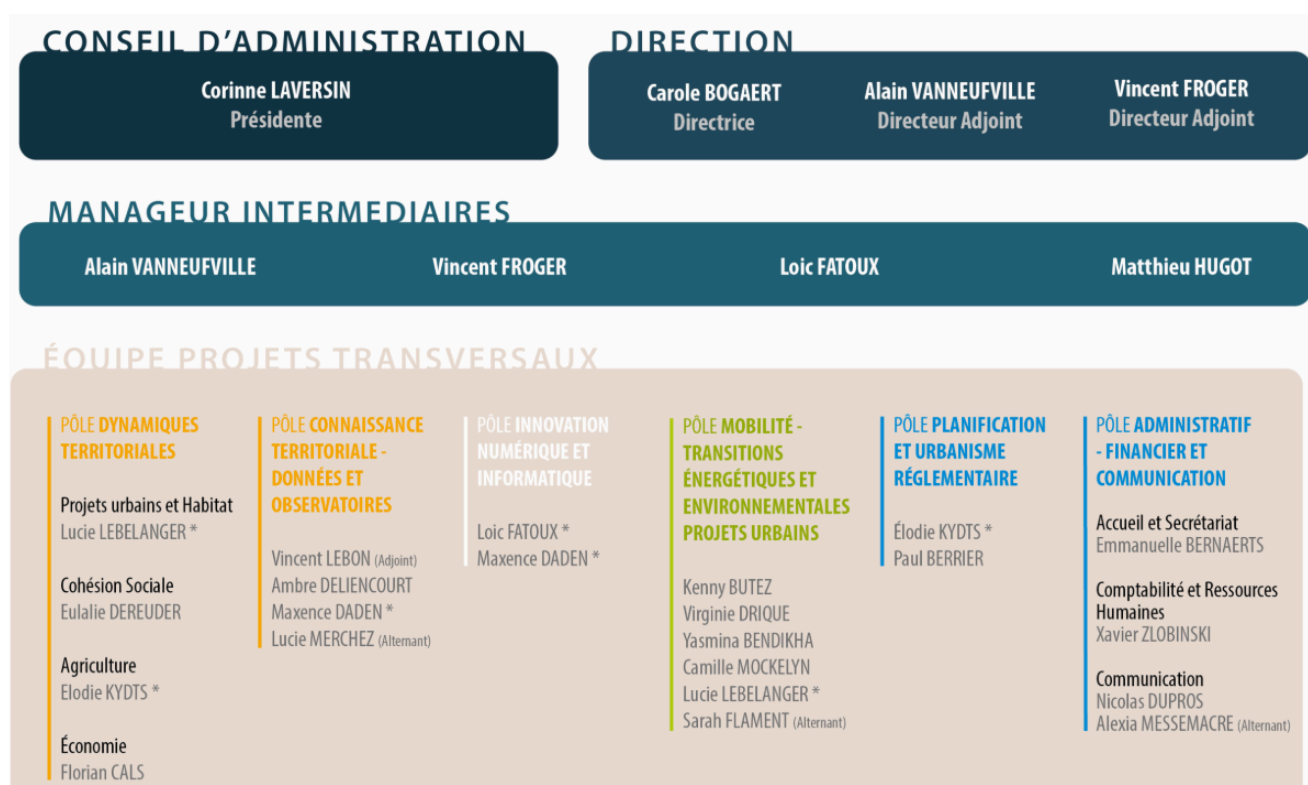 CONSEIL D'ADMINISTRATION
Corinne LAVERSIN
Présidente
DIRECTION
Carole BOGAERT
Directrice
Alain VANNEUFVILLE
Directeur Adjoint
Vincent FROGER
Directeur Adjoint
MANAGEUR INTERMEDIAIRES
Alain VANNEUFVILLE
Vincent FROGER
Loic FATOUX
Matthieu HUGOT
ÉQUIPE PROJETS TRANSVERSAUX
PÔLE DYNAMIQUES
TERRITORIALES
Projets urbains et Habitat
Lucie LEBELANGER *
Cohésion Sociale
Eulalie DEREUDER
Agriculture
Elodie KYDTS *
Économie
Florian CALS
PÔLE CONNAISSANCE
TERRITORIALE -
DONNÉES ET
OBSERVATOIRES
Vincent LEBON (Adjoint)
Ambre DELIENCOURT
Maxence DADEN *
Lucie MERCHEZ (Alternant)
PÔLE INNOVATION
NUMÉRIQUE ET
INFORMATIQUE
Loic FATOUX *
Maxence DADEN *
PÔLE MOBILITÉ -
TRANSITIONS
ÉNERGÉTIQUES ET
ENVIRONNEMENTALES
PROJETS URBAINS
Kenny BUTEZ
Virginie DRIQUE
Yasmina BENDIKHA
Camille MOCKELYN
Lucie LEBELANGER *
Sarah FLAMENT (Alternant)
PÔLE PLANIFICATION
ET URBANISME
RÉGLEMENTAIRE
Élodie KYDTS *
Paul BERRIER
PÔLE ADMINISTRATIF
- FINANCIER ET
COMMUNICATION
Accueil et Secrétariat
Emmanuelle BERNAERTS
Comptabilité et Ressources
Humaines
Xavier ZLOBINSKI
Communication
Nicolas DUPROS
Alexia MESSEMACRE (Alternant)